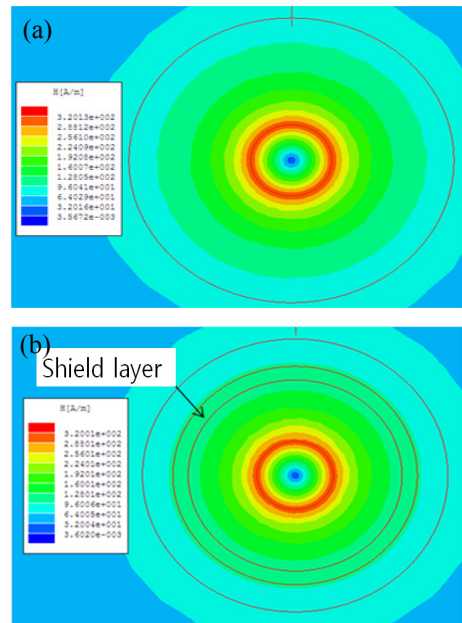 (a)
H[A/m]
3.2013e+002
2.8812e+002
2.5610e+002
2.2409e+002
1.9208e+002
1.6007e+002
1.2805e+002
9.6041e+001
6.4029e+001
3.2016e+001
3.5672e-003
(b)
Shield layer
H[A/m]
3.2001e+002
2.8801e+002
2.5601e+002
2.2401e+002
1.9201e+002
1.6001e+002
1.2801e+002
9.6006e+001
6.4005e+001
3.2004e+001
3.6020e-003